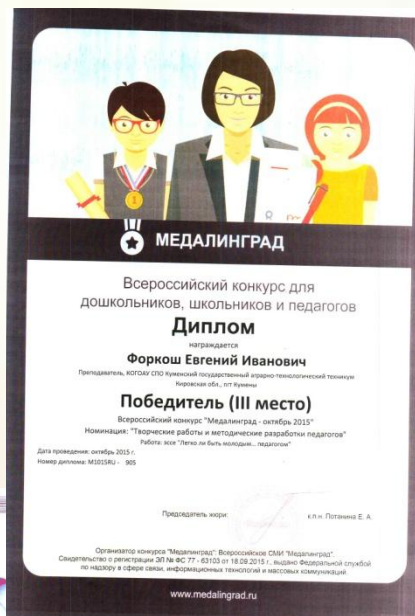 МЕДАЛИНГРАД
Всероссийский конкурс для
дошкольников, школьников и педагогов
Диплом
награждается
Форкош Евгений Иванович
Преподаватель, КОГОАУ СПО Куменский государственный аграрно-технологический техникум
Кировская обл., пгт Кумены
Победитель (III место)
Всероссийский конкурс "Медалинград - октябрь 2015"
Номинация: "Творческие работы и методические разработки педагогов"
Работа: эссе "Легко ли быть молодым... педагогом"
Дата проведения: октябрь 2015 г.
Номер диплома: M1015RU - 905
Председатель жюри: к.п.н. Потанина Е. А.
Организатор конкурса "Медалинград": Всероссийское СМИ "Медалинград".
Свидетельство о регистрации ЭЛ № ФС 77 - 63103 от 18.09.2015 г., выдано Федеральной службой
по надзору в сфере связи, информационных технологий и массовых коммуникаций.
www.medalingrad.ru